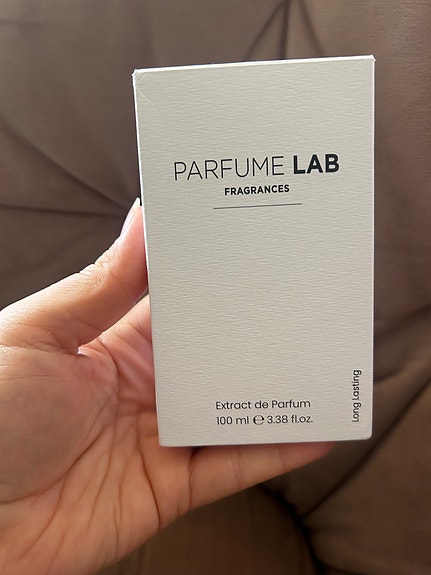 PARFUME LAB
FRAGRANCES
Extract de Parfum
100 ml ℮ 3.38 fl.oz.
Long Lasting